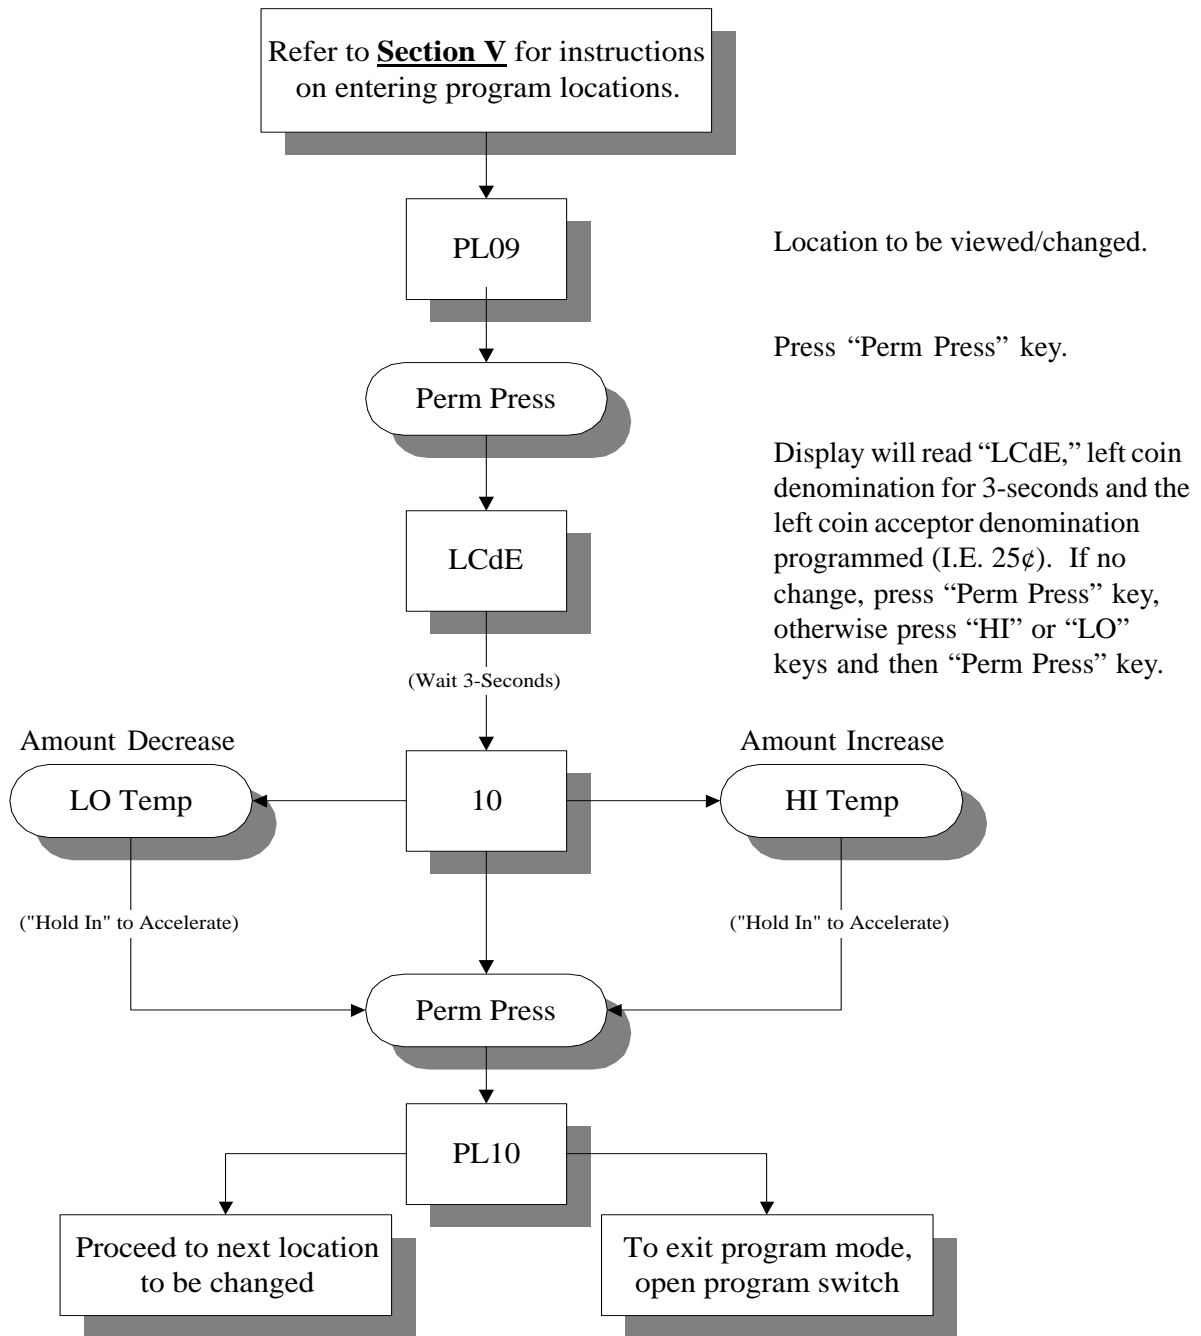 Refer to Section V for instructions
on entering program locations.
PL09
Location to be viewed/changed.
Perm Press
Press “Perm Press” key.
LCdE
Display will read “LCdE,” left coin
denomination for 3-seconds and the
left coin acceptor denomination
programmed (I.E. 25¢). If no
change, press “Perm Press” key,
otherwise press “HI” or “LO”
keys and then “Perm Press” key.
(Wait 3-Seconds)
Amount Decrease
Amount Increase
LO Temp
10
HI Temp
("Hold In" to Accelerate)
("Hold In" to Accelerate)
Perm Press
PL10
Proceed to next location
to be changed
To exit program mode,
open program switch